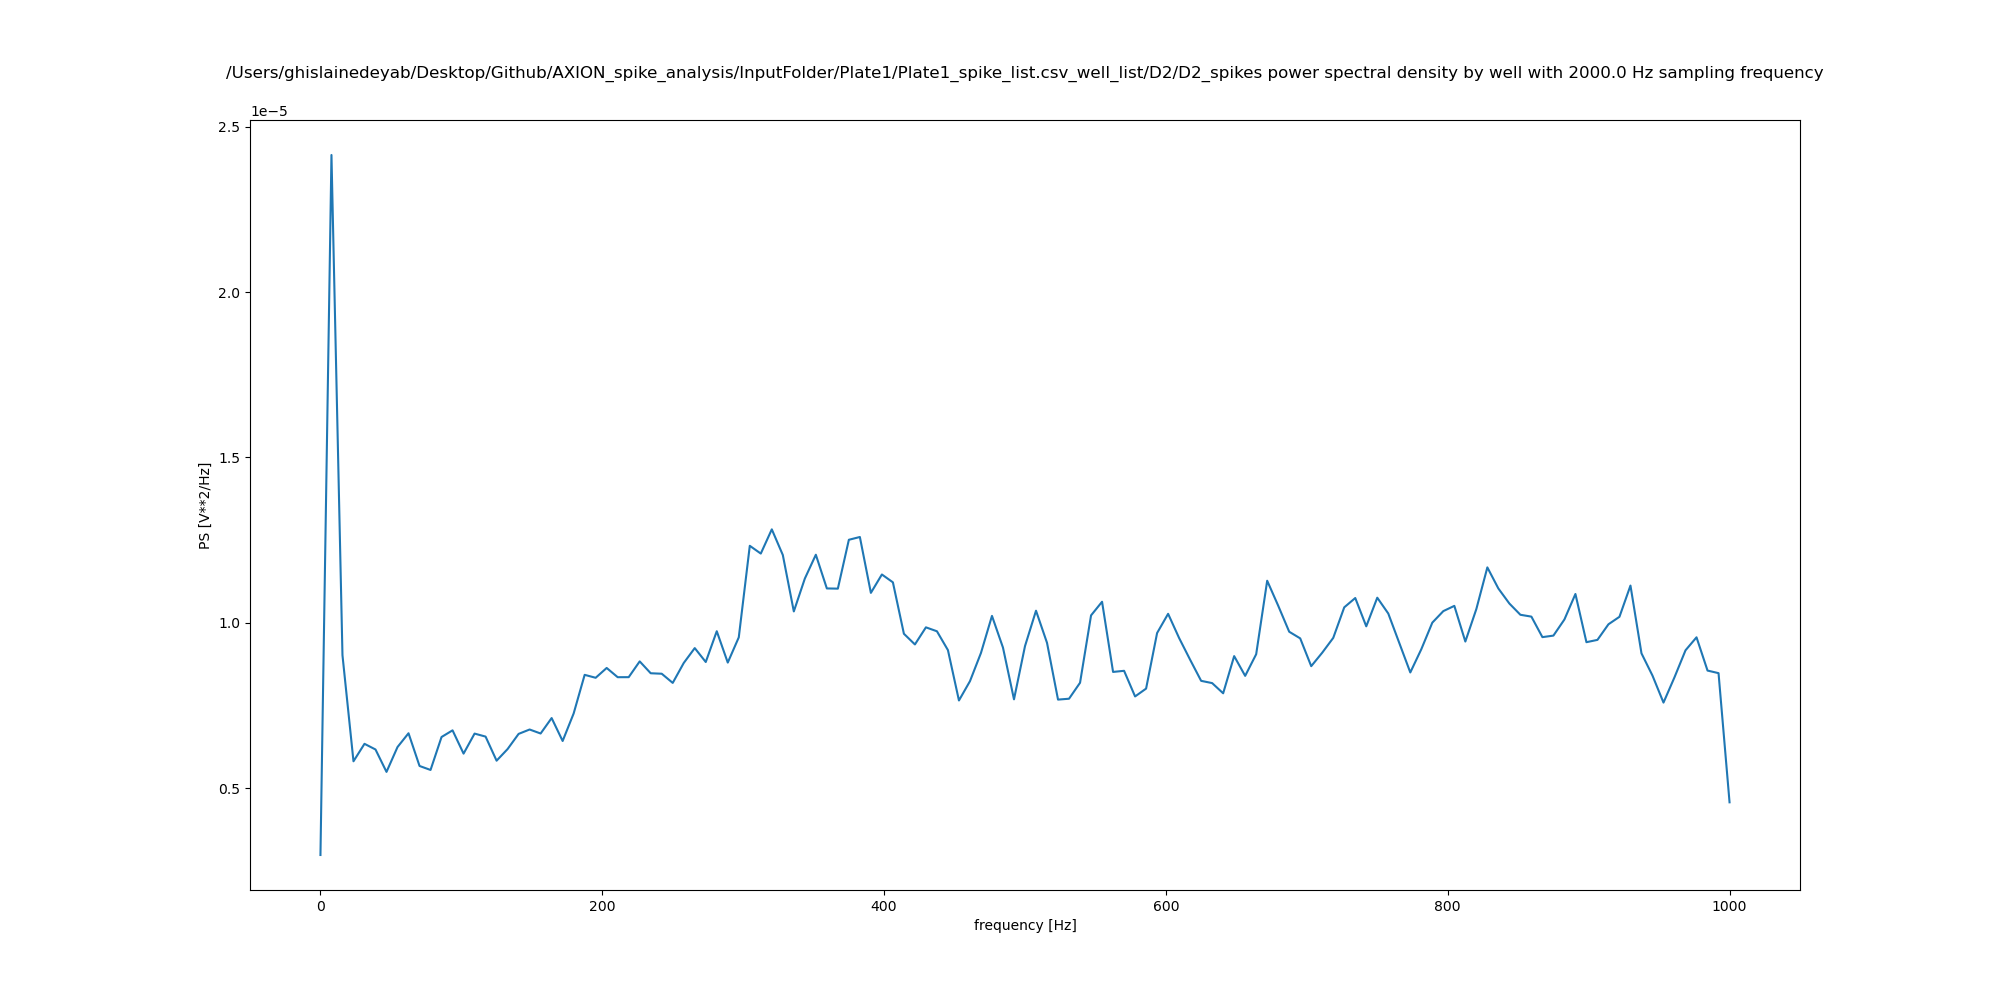 /Users/ghislainedeyab/Desktop/Github/AXION_spike_analysis/InputFolder/Plate1/Plate1_spike_list.csv_well_list/D2/D2_spikes power spectral density by well with 2000.0 Hz sampling frequency
1e−5
2.5
2.0
1.5
1.0
0.5
PS [V**2/Hz]
0 200 400 600 800 1000
frequency [Hz]